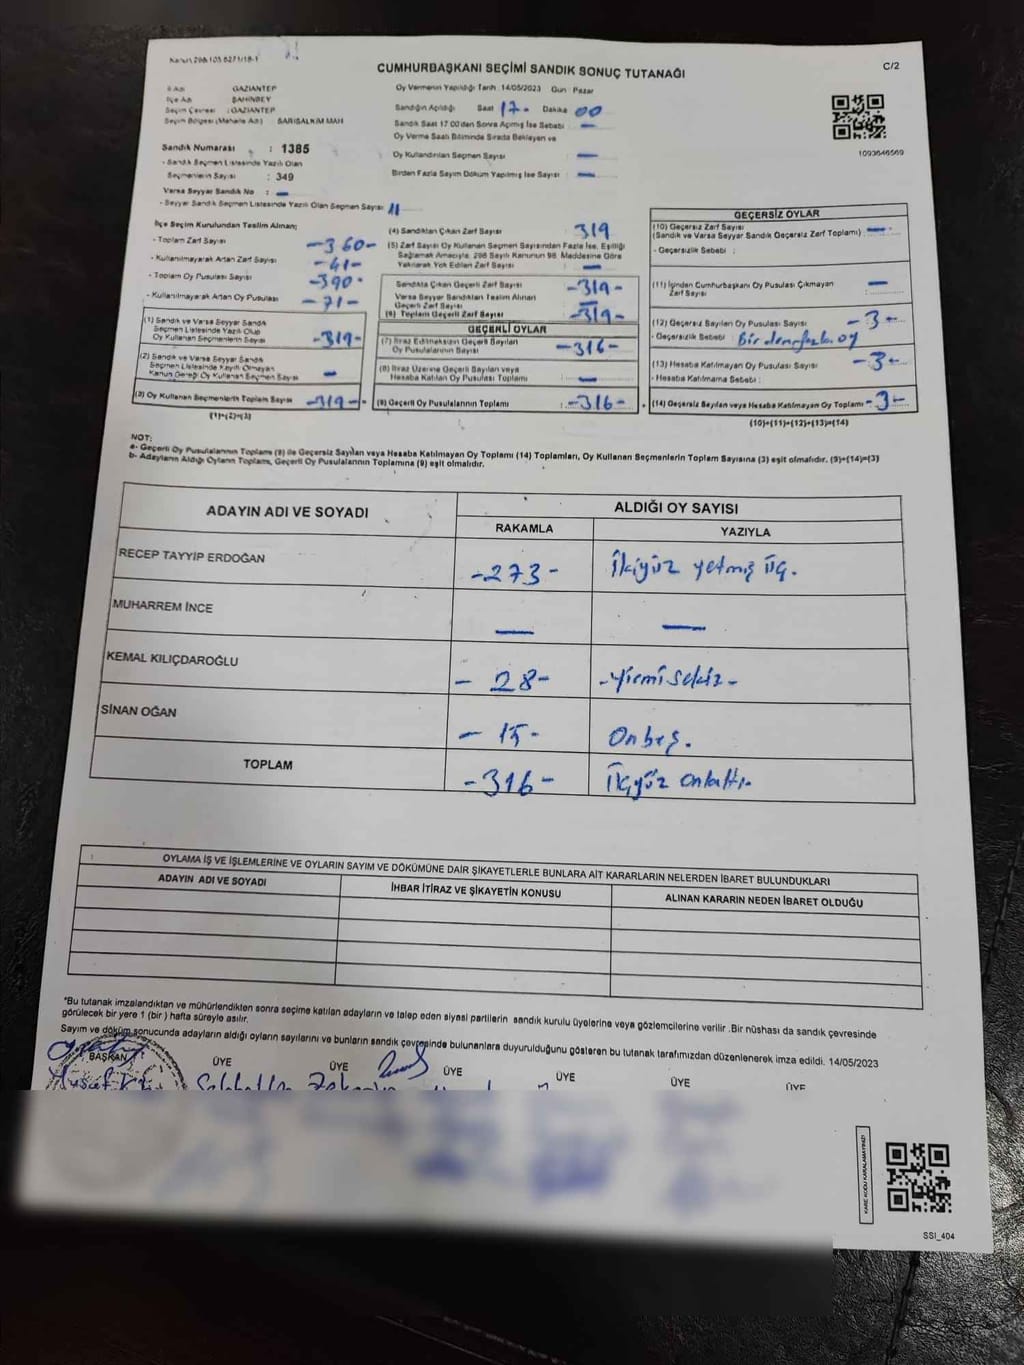 Kanun 298/105 6271/18-1
CUMHURBAŞKANI SEÇİMİ SANDIK SONUÇ TUTANAĞI
C/2
İl Adı : GAZİANTEP
İlçe Adı : ŞAHİNBEY
Seçim Çevresi : GAZİANTEP
Seçim Bölgesi (Mahalle Adı) : SARISALKIM MAH
Sandık Numarası : 1385
- Sandık Seçmen Listesinde Yazılı Olan
Seçmenlerin Sayısı : 349
Varsa Seyyar Sandık No : -
- Seyyar Sandık Seçmen Listesinde Yazılı Olan Seçmen Sayısı 11
Oy Vermenin Yapıldığı Tarih : 14/05/2023 Gün : Pazar
Sandığın Açıldığı Saat 17.- Dakika 00
Sandık Saat 17.00'den Sonra Açılmış İse Sebebi -
Oy Verme Saati Bitiminde Sırada Bekleyen ve
Oy Kullandırılan Seçmen Sayısı -
Birden Fazla Sayım Döküm Yapılmış İse Sayısı -
1093646569
İlçe Seçim Kurulundan Teslim Alınan;
- Toplam Zarf Sayısı -360-
- Kullanılmayarak Artan Zarf Sayısı -41-
- Toplam Oy Pusulası Sayısı -390-
- Kullanılmayarak Artan Oy Pusulası -71-
(1) Sandık ve Varsa Seyyar Sandık
Seçmen Listesinde Yazılı Olup
Oy Kullanan Seçmenlerin Sayısı -319-
(2) Sandık ve Varsa Seyyar Sandık
Seçmen Listesinde Kayıtlı Olmayan
Kanun Gereği Oy Kullanan Seçmen Sayısı -
(3) Oy Kullanan Seçmenlerin Toplam Sayısı -319-
(1)+(2)=(3)
(4) Sandıktan Çıkan Zarf Sayısı 319
(5) Zarf Sayısı Oy Kullanan Seçmen Sayısından Fazla İse, Eşitliği
Sağlamak Amacıyla, 298 Sayılı Kanunun 98. Maddesine Göre
Yakılarak Yok Edilen Zarf Sayısı -
Sandıkta Çıkan Geçerli Zarf Sayısı -319-
Varsa Seyyar Sandıktan Teslim Alınan
Geçerli Zarf Sayısı -
(6) Toplam Geçerli Zarf Sayısı -319-
GEÇERLİ OYLAR
(7) İtiraz Edilmeksizin Geçerli Sayılan
Oy Pusulalarının Sayısı -316-
(8) İtiraz Üzerine Geçerli Sayılan veya
Hesaba Katılan Oy Pusulası Toplamı -
(9) Geçerli Oy Pusulalarının Toplamı -316-
GEÇERSİZ OYLAR
(10) Geçersiz Zarf Sayısı
(Sandık ve Varsa Seyyar Sandık Geçersiz Zarf Toplamı) -
- Geçersizlik Sebebi :
(11) İçinden Cumhurbaşkanı Oy Pusulası Çıkmayan
Zarf Sayısı -
(12) Geçersiz Sayılan Oy Pusulası Sayısı -3-
- Geçersizlik Sebebi : Birden fazla oy
(13) Hesaba Katılmayan Oy Pusulası Sayısı -3-
- Hesaba Katılmama Sebebi :
(14) Geçersiz Sayılan veya Hesaba Katılmayan Oy Toplamı -3-
(10)+(11)+(12)+(13)=(14)
NOT:
a- Geçerli Oy Pusulalarının Toplamı (9) ile Geçersiz Sayılan veya Hesaba Katılmayan Oy Toplamı (14) Toplamları, Oy Kullanan Seçmenlerin Toplam Sayısına (3) eşit olmalıdır. (9)+(14)=(3)
b- Adayların Aldığı Oyların Toplamı, Geçerli Oy Pusulalarının Toplamına (9) eşit olmalıdır.
ADAYIN ADI VE SOYADI ALDIĞI OY SAYISI
RAKAMLA YAZIYLA
RECEP TAYYİP ERDOĞAN -273- İkiyüz yetmiş üç.
MUHARREM İNCE - -
KEMAL KILIÇDAROĞLU - 28- -Yirmi sekiz-
SİNAN OĞAN - 15- Onbeş.
TOPLAM -316- Üçyüz onaltı-
OYLAMA İŞ VE İŞLEMLERİNE VE OYLARIN SAYIM VE DÖKÜMÜNE DAİR ŞİKAYETLERLE BUNLARA AİT KARARLARIN NELERDEN İBARET BULUNDUKLARI
ADAYIN ADI VE SOYADI İHBAR İTİRAZ VE ŞİKAYETİN KONUSU ALINAN KARARIN NEDEN İBARET OLDUĞU
*Bu tutanak imzalandıktan ve mühürlendikten sonra seçime katılan adayların ve talep eden siyasi partilerin sandık kurulu üyelerine veya gözlemcilerine verilir .Bir nüshası da sandık çevresinde
görülecek bir yere 1 (bir) hafta süreyle asılır.
Sayım ve döküm sonucunda adayların aldığı oyların sayılarını ve bunların sandık çevresinde bulunanlara duyurulduğunu gösteren bu tutanak tarafımızdan düzenlenerek imza edildi. 14/05/2023
BAŞKAN ÜYE ÜYE ÜYE ÜYE ÜYE ÜYE
KARE KODU KARALAMAYINIZ!
SSI_404